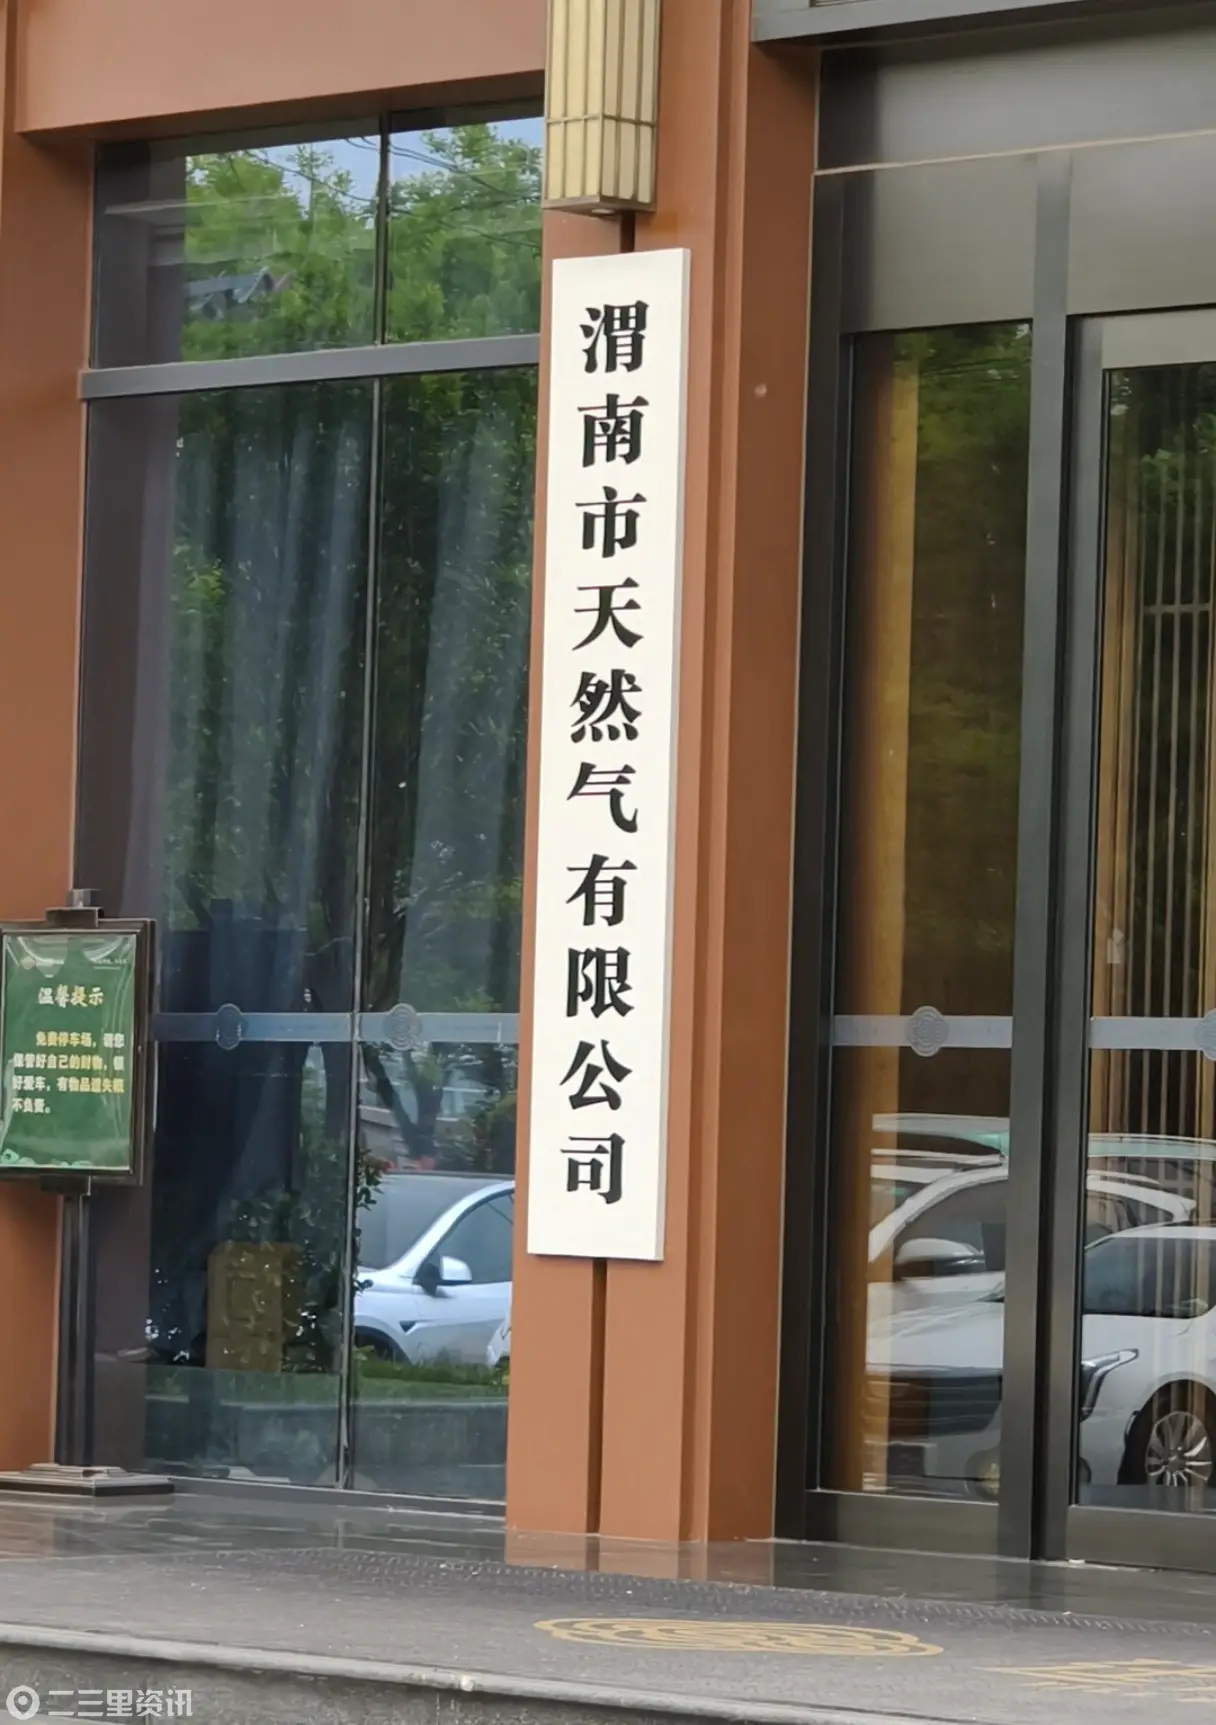 渭南市天然气有限公司
温馨提示
免费停车场，请您
保管好自己的财物，锁
好爱车，有物品遗失概
不负责。
二三里资讯